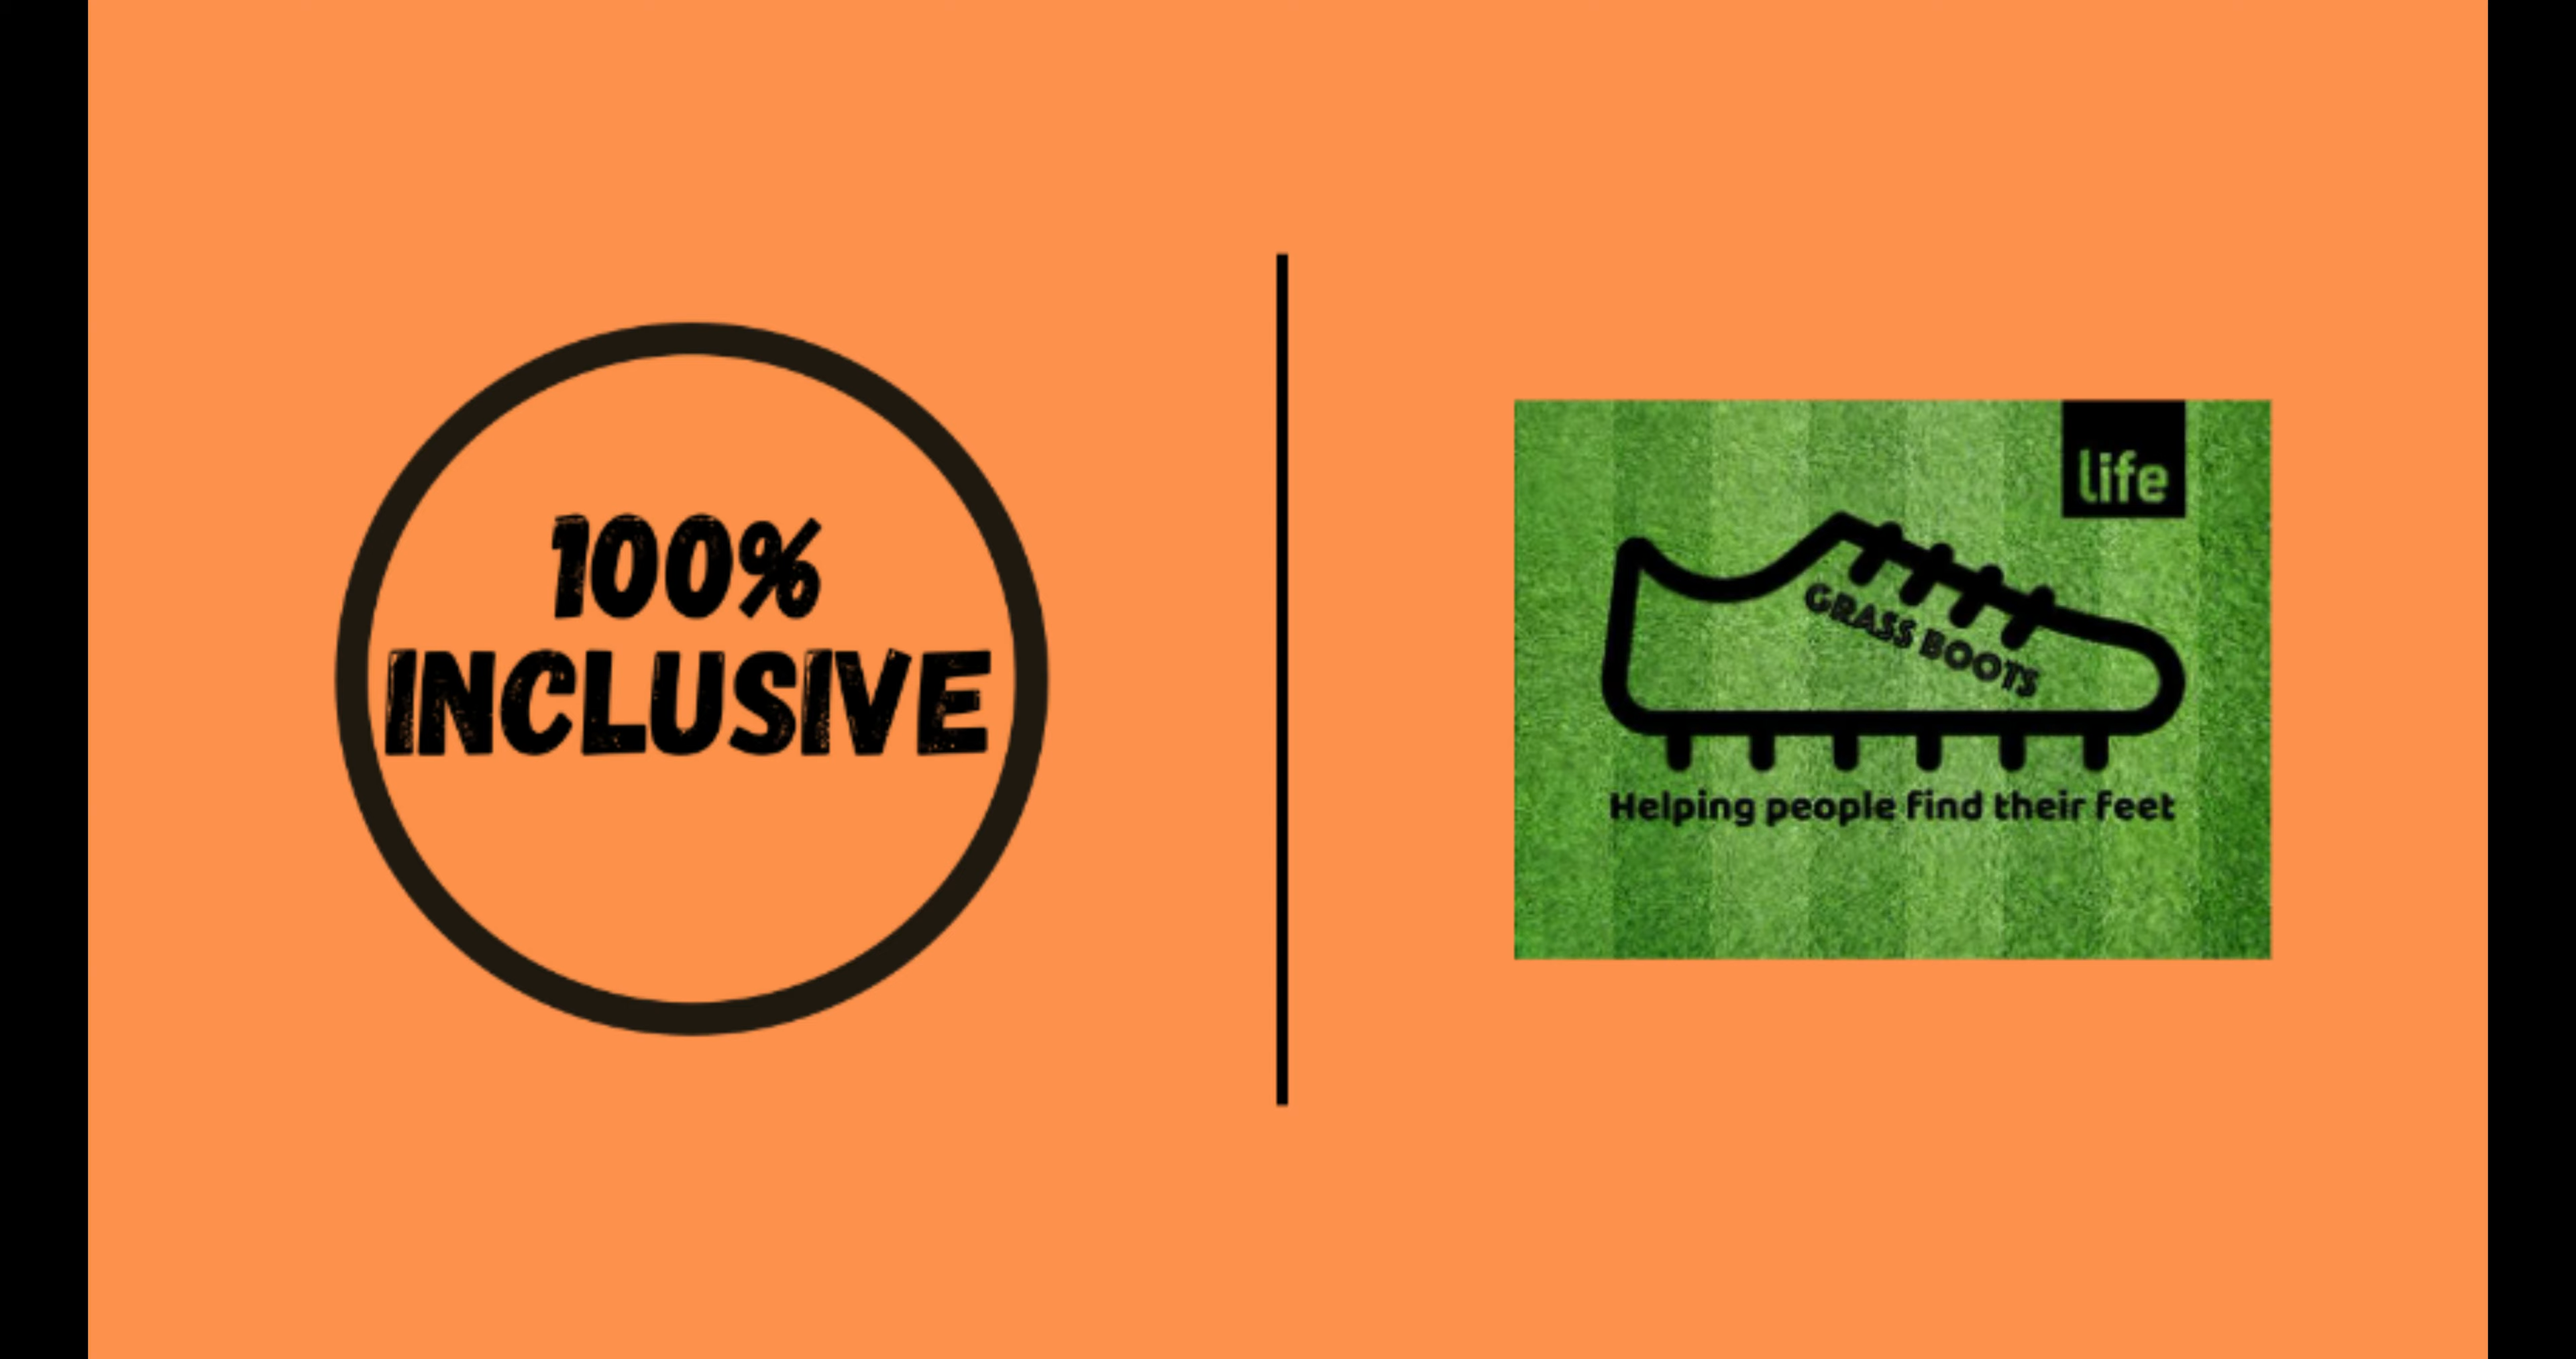 100%
INCLUSIVE
life
GRASS BOOTS
Helping people find their feet